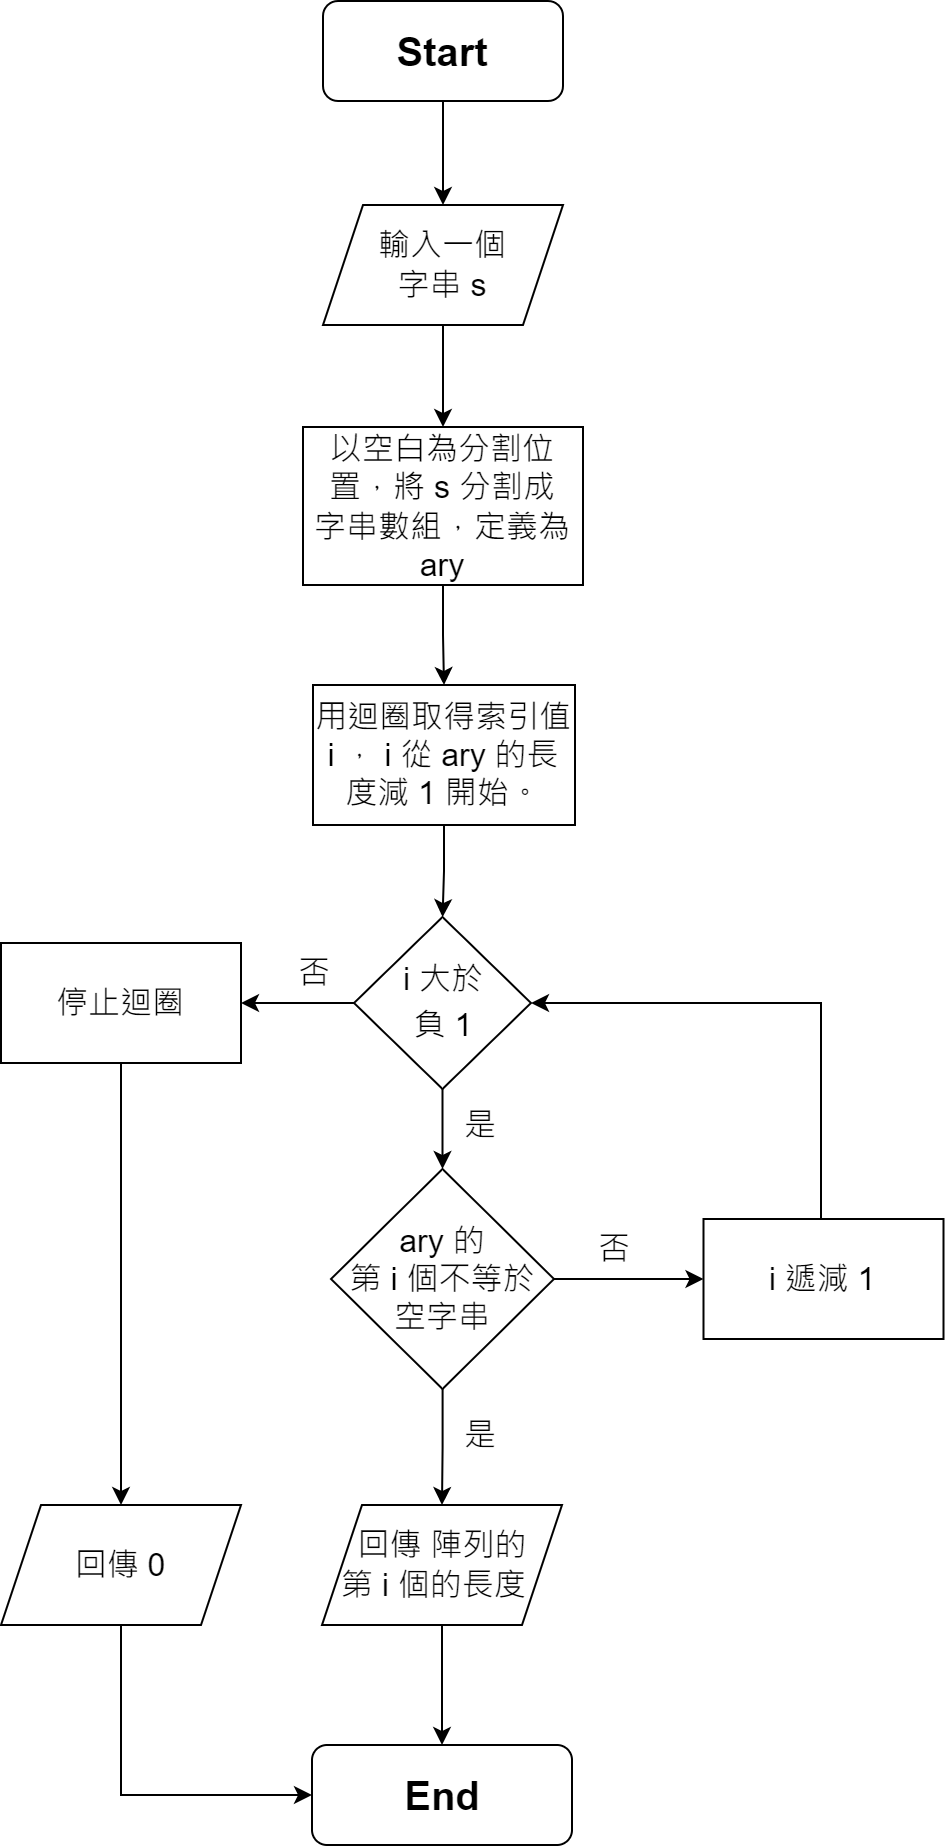 Start
輸入一個
字串 s
以空白為分割位
置，將 s 分割成
字串數組，定義為
ary
用迴圈取得索引值
i ， i 從 ary 的長
度減 1 開始。
i 大於
負 1
否
停止迴圈
是
ary 的
第 i 個不等於
空字串
否
i 遞減 1
是
回傳 0
回傳 陣列的
第 i 個的長度
End